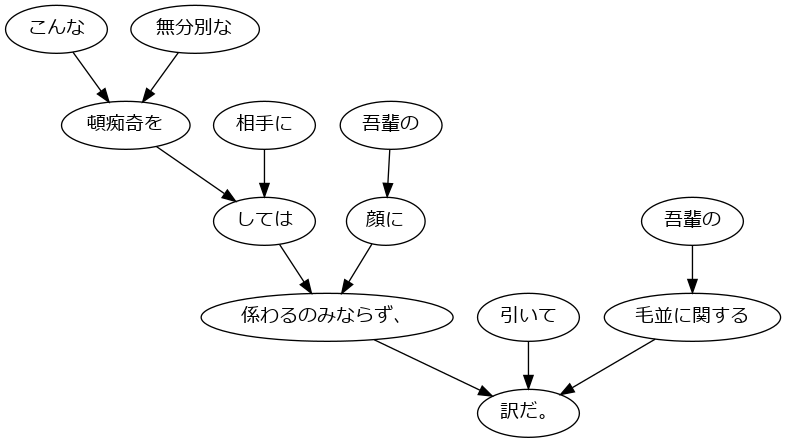 こんな
無分別な
頓痴奇を
相手に
吾輩の
しては
顔に
吾輩の
係わるのみならず、
引いて
毛並に関する
訳だ。